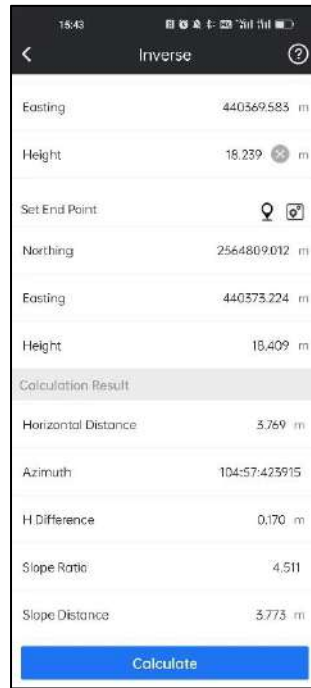 15:43
Inverse
Easting 440369.583 m
Height 18.239 m
Set End Point
Northing 2564809.012 m
Easting 440373.224 m
Height 18.409 m
Calculation Result
Horizontal Distance 3.769 m
Azimuth 104:57:42.3915
H Difference 0.170 m
Slope Ratio 4.511
Slope Distance 3.773 m
Calculate